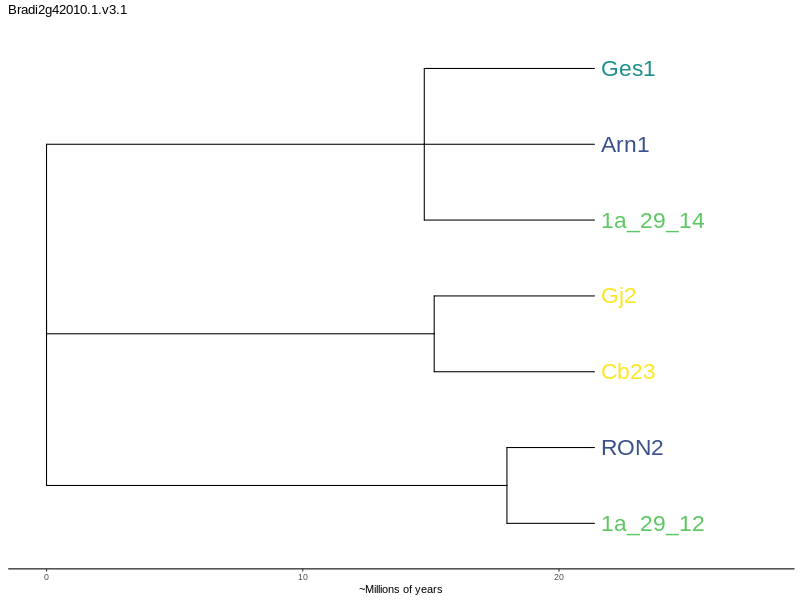 Bradi2g42010.1.v3.1
Ges1
Arn1
1a_29_14
Gj2
Cb23
RON2
1a_29_12
0 10 20
~Millions of years